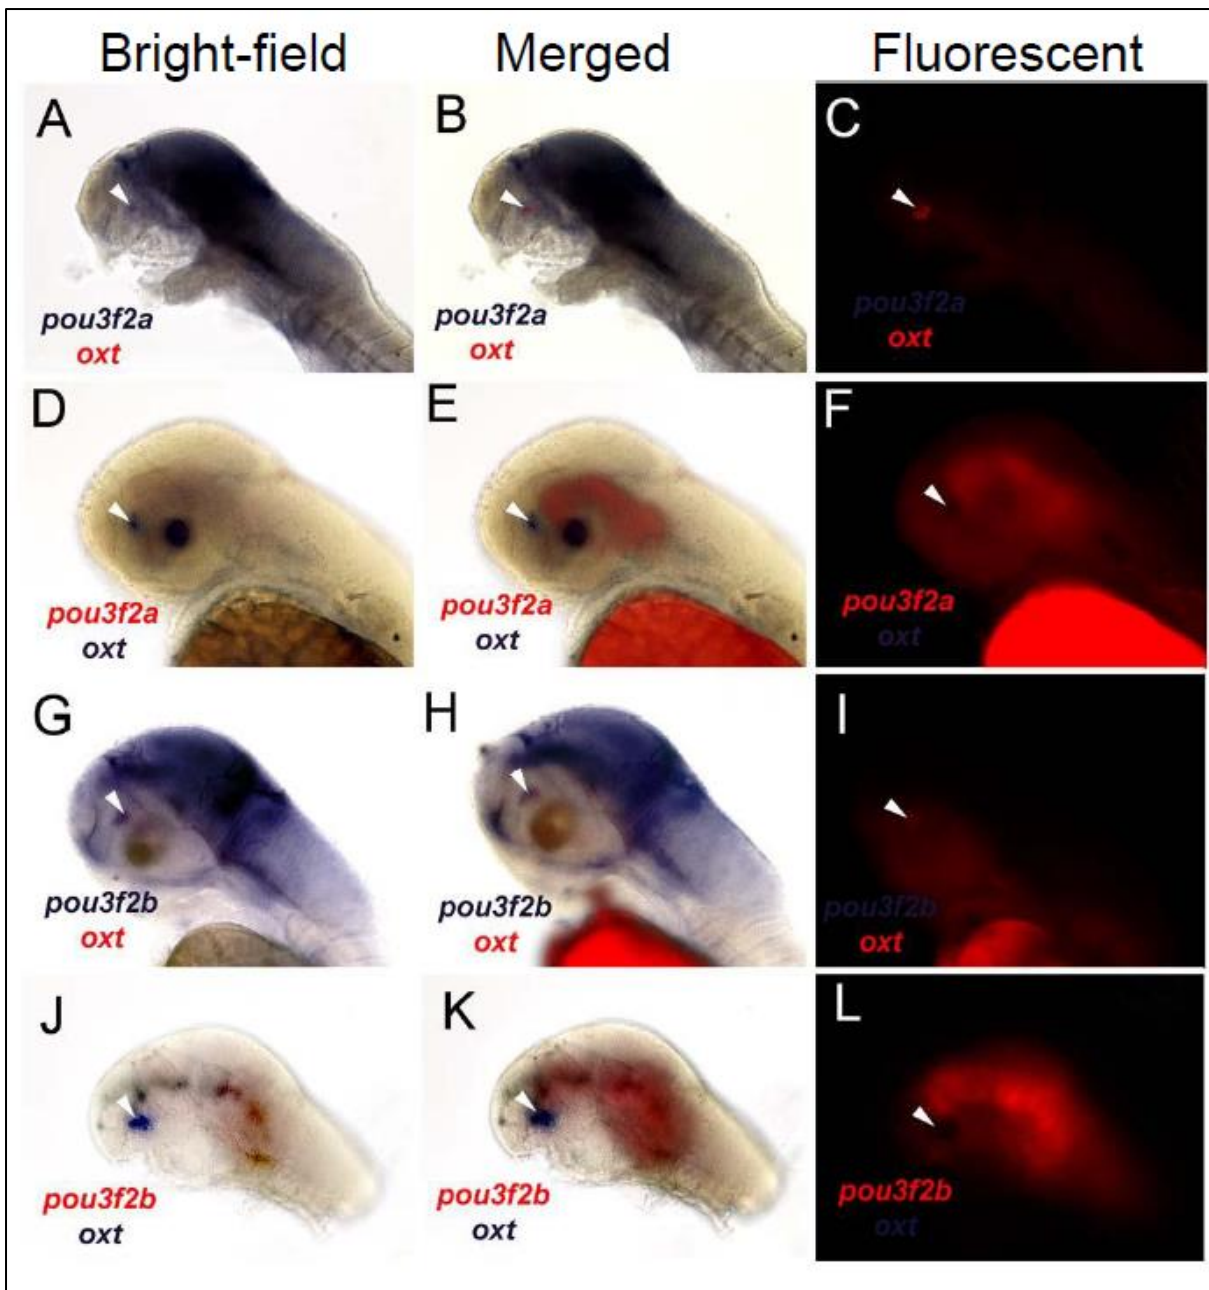 Bright-field
Merged
Fluorescent
A
B
C
pou3f2a
oxt
pou3f2a
oxt
pou3f2a
oxt
D
E
F
pou3f2a
oxt
pou3f2a
oxt
pou3f2a
oxt
G
H
I
pou3f2b
oxt
pou3f2b
oxt
pou3f2b
oxt
J
K
L
pou3f2b
oxt
pou3f2b
oxt
pou3f2b
oxt